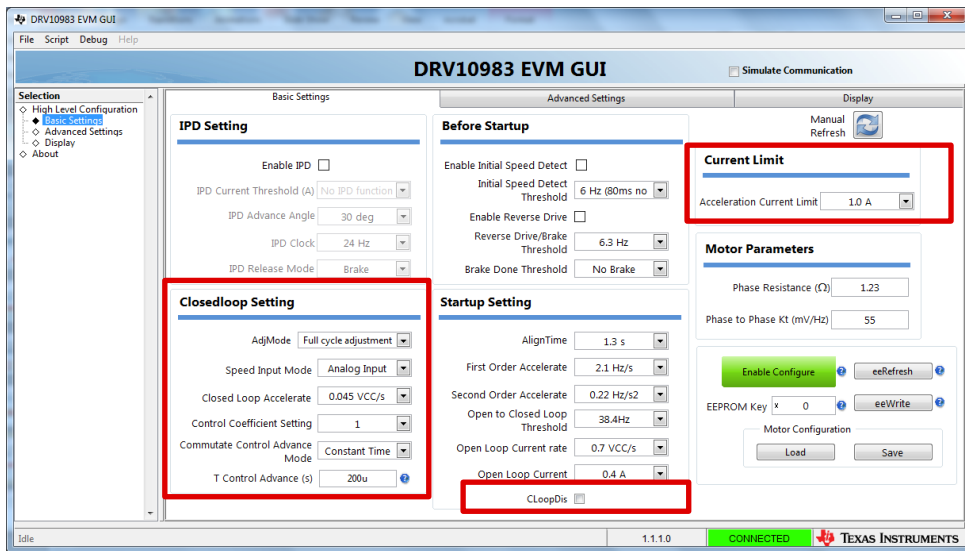 DRV10983 EVM GUI
File Script Debug Help
DRV10983 EVM GUI
Simulate Communication
Selection
High Level Configuration
Basic Settings
Advanced Settings
Display
About
Basic Settings
Advanced Settings
Display
Manual
Refresh
IPD Setting
Enable IPD
IPD Current Threshold (A) No IPD function
IPD Advance Angle 30 deg
IPD Clock 24 Hz
IPD Release Mode Brake
Before Startup
Enable Initial Speed Detect
Initial Speed Detect
Threshold 6 Hz (80ms no
Enable Reverse Drive
Reverse Drive/Brake
Threshold 6.3 Hz
Brake Done Threshold No Brake
Current Limit
Acceleration Current Limit 1.0 A
Motor Parameters
Phase Resistance (Ω) 1.23
Phase to Phase Kt (mV/Hz) 55
Closedloop Setting
AdjMode Full cycle adjustment
Speed Input Mode Analog Input
Closed Loop Accelerate 0.045 VCC/s
Control Coefficient Setting 1
Commutate Control Advance
Mode Constant Time
T Control Advance (s) 200u ?
Startup Setting
AlignTime 1.3 s
First Order Accelerate 2.1 Hz/s
Second Order Accelerate 0.22 Hz/s2
Open to Closed Loop
Threshold 38.4Hz
Open Loop Current rate 0.7 VCC/s
Open Loop Current 0.4 A
CLoopDis
Enable Configure ? eeRefresh ?
EEPROM Key x 0 ? eeWrite ?
Motor Configuration
Load Save
Idle 1.1.1.0 CONNECTED TEXAS INSTRUMENTS